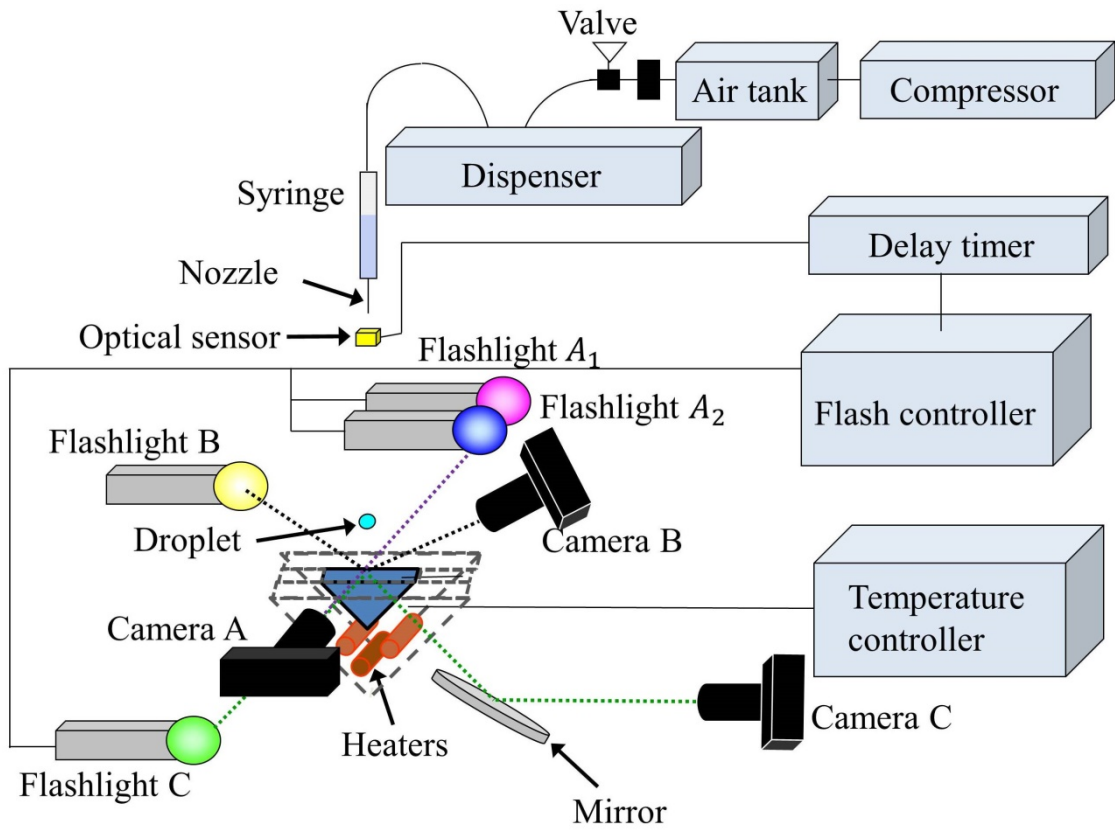 Valve
Air tank
Compressor
Dispenser
Syringe
Delay timer
Nozzle
Optical sensor
Flashlight A₁
Flashlight A₂
Flash controller
Flashlight B
Droplet
Camera B
Temperature
controller
Camera A
Camera C
Heaters
Flashlight C
Mirror